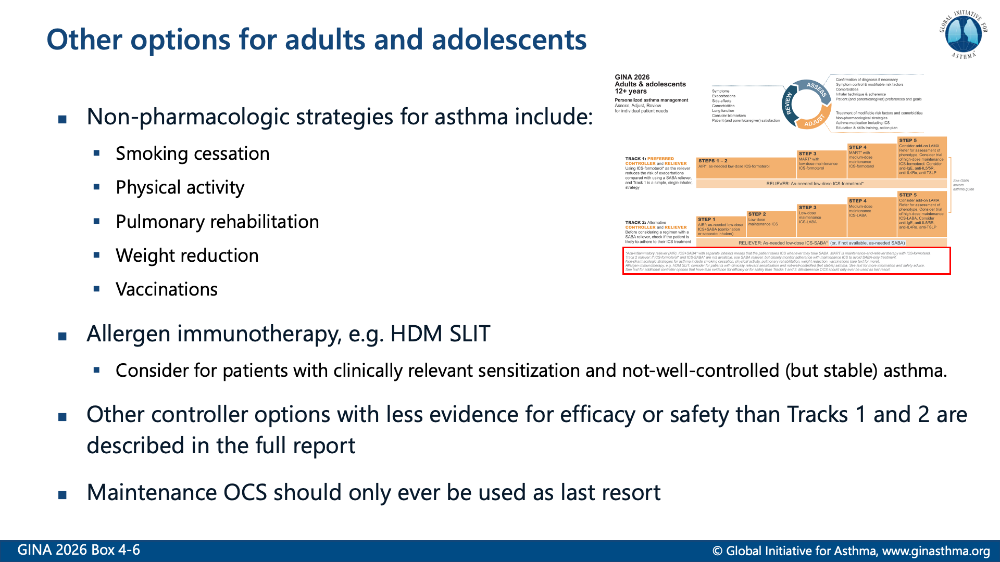 Other options for adults and adolescents
GLOBAL INITIATIVE FOR
ASTHMA
Non-pharmacologic strategies for asthma include:
Smoking cessation
Physical activity
Pulmonary rehabilitation
Weight reduction
Vaccinations
Allergen immunotherapy, e.g. HDM SLIT
Consider for patients with clinically relevant sensitization and not-well-controlled (but stable) asthma.
Other controller options with less evidence for efficacy or safety than Tracks 1 and 2 are
described in the full report
Maintenance OCS should only ever be used as last resort
GINA 2026
Adults & adolescents
12+ years
Personalized asthma management
Assess, Adjust, Review
for individual patient needs
Symptoms
Exacerbations
Side-effects
Comorbidities
Lung function
Consider biomarkers
Patient (and parent/caregiver) satisfaction
REVIEW
ASSESS
ADJUST
Confirmation of diagnosis if necessary
Symptom control & modifiable risk factors
Comorbidities
Inhaler technique & adherence
Patient (and parent/caregiver) preferences and goals
Treatment of modifiable risk factors and comorbidities
Non-pharmacological strategies
Asthma medication including ICS
Education & skills training, action plan
TRACK 1: PREFERRED
CONTROLLER and RELIEVER
Using ICS-formoterol* as the reliever
reduces the risk of exacerbations
compared with using a SABA reliever,
and Track 1 is a simple, single inhaler,
strategy
STEPS 1 – 2
AIR*: as-needed low-dose ICS-formoterol
STEP 3
MART* with
low-dose maintenance
ICS-formoterol
STEP 4
MART* with
medium-dose
maintenance
ICS-formoterol
STEP 5
Consider add-on LAMA.
Refer for assessment of
phenotype. Consider trial
of high-dose maintenance
ICS-formoterol. Consider
anti-IgE, anti-IL5/5R,
anti-IL4Rα, anti-TSLP
RELIEVER: As-needed low-dose ICS-formoterol*
See GINA
severe
asthma guide
TRACK 2: Alternative
CONTROLLER and RELIEVER
Before considering a regimen with a
SABA reliever, check if the patient is
likely to adhere to their ICS treatment
STEP 1
AIR*: as-needed low-dose
ICS+SABA (combination
or separate inhalers)
STEP 2
Low-dose
maintenance ICS
STEP 3
Low-dose
maintenance
ICS-LABA
STEP 4
Medium-dose
maintenance
ICS-LABA
STEP 5
Consider add-on LAMA.
Refer for assessment of
phenotype. Consider trial
of high-dose maintenance
ICS-LABA. Consider
anti-IgE, anti-IL5/5R,
anti-IL4Rα, anti-TSLP
RELIEVER: As-needed low-dose ICS-SABA* (or, if not available, as-needed SABA)
*Anti-inflammatory reliever (AIR). ICS+SABA* with separate inhalers means that the patient takes ICS whenever they take SABA. MART is maintenance-and-reliever therapy with ICS-formoterol.
Track 2 reliever: if ICS-formoterol* and ICS-SABA* are not available, use SABA reliever, but closely monitor adherence with maintenance ICS to avoid SABA-only treatment.
Non-pharmacologic strategies for asthma include smoking cessation, physical activity, pulmonary rehabilitation, weight reduction, vaccinations (see text for more).
Allergen immunotherapy, e.g. HDM SLIT: consider for patients with clinically relevant sensitization and not-well-controlled (but stable) asthma. See text for more information and safety advice.
See text for additional controller options that have less evidence for efficacy or for safety than Tracks 1 and 2. Maintenance OCS should only ever be used as last resort.
GINA 2026 Box 4-6
© Global Initiative for Asthma, www.ginasthma.org